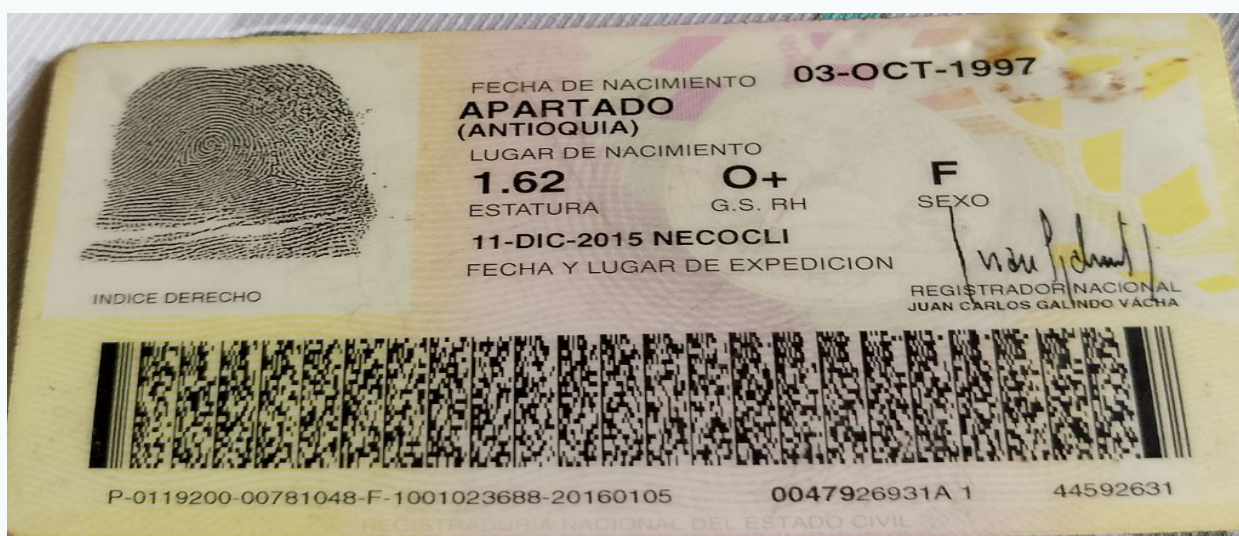 FECHA DE NACIMIENTO 03-OCT-1997
APARTADO
(ANTIOQUIA)
LUGAR DE NACIMIENTO
1.62 O+ F
ESTATURA G.S. RH SEXO
11-DIC-2015 NECOCLI
FECHA Y LUGAR DE EXPEDICION
INDICE DERECHO
REGISTRADOR NACIONAL
JUAN CARLOS GALINDO VACHA
P-0119200-00781048-F-1001023688-20160105 0047926931A 1 44592631
REGISTRADURIA NACIONAL DEL ESTADO CIVIL